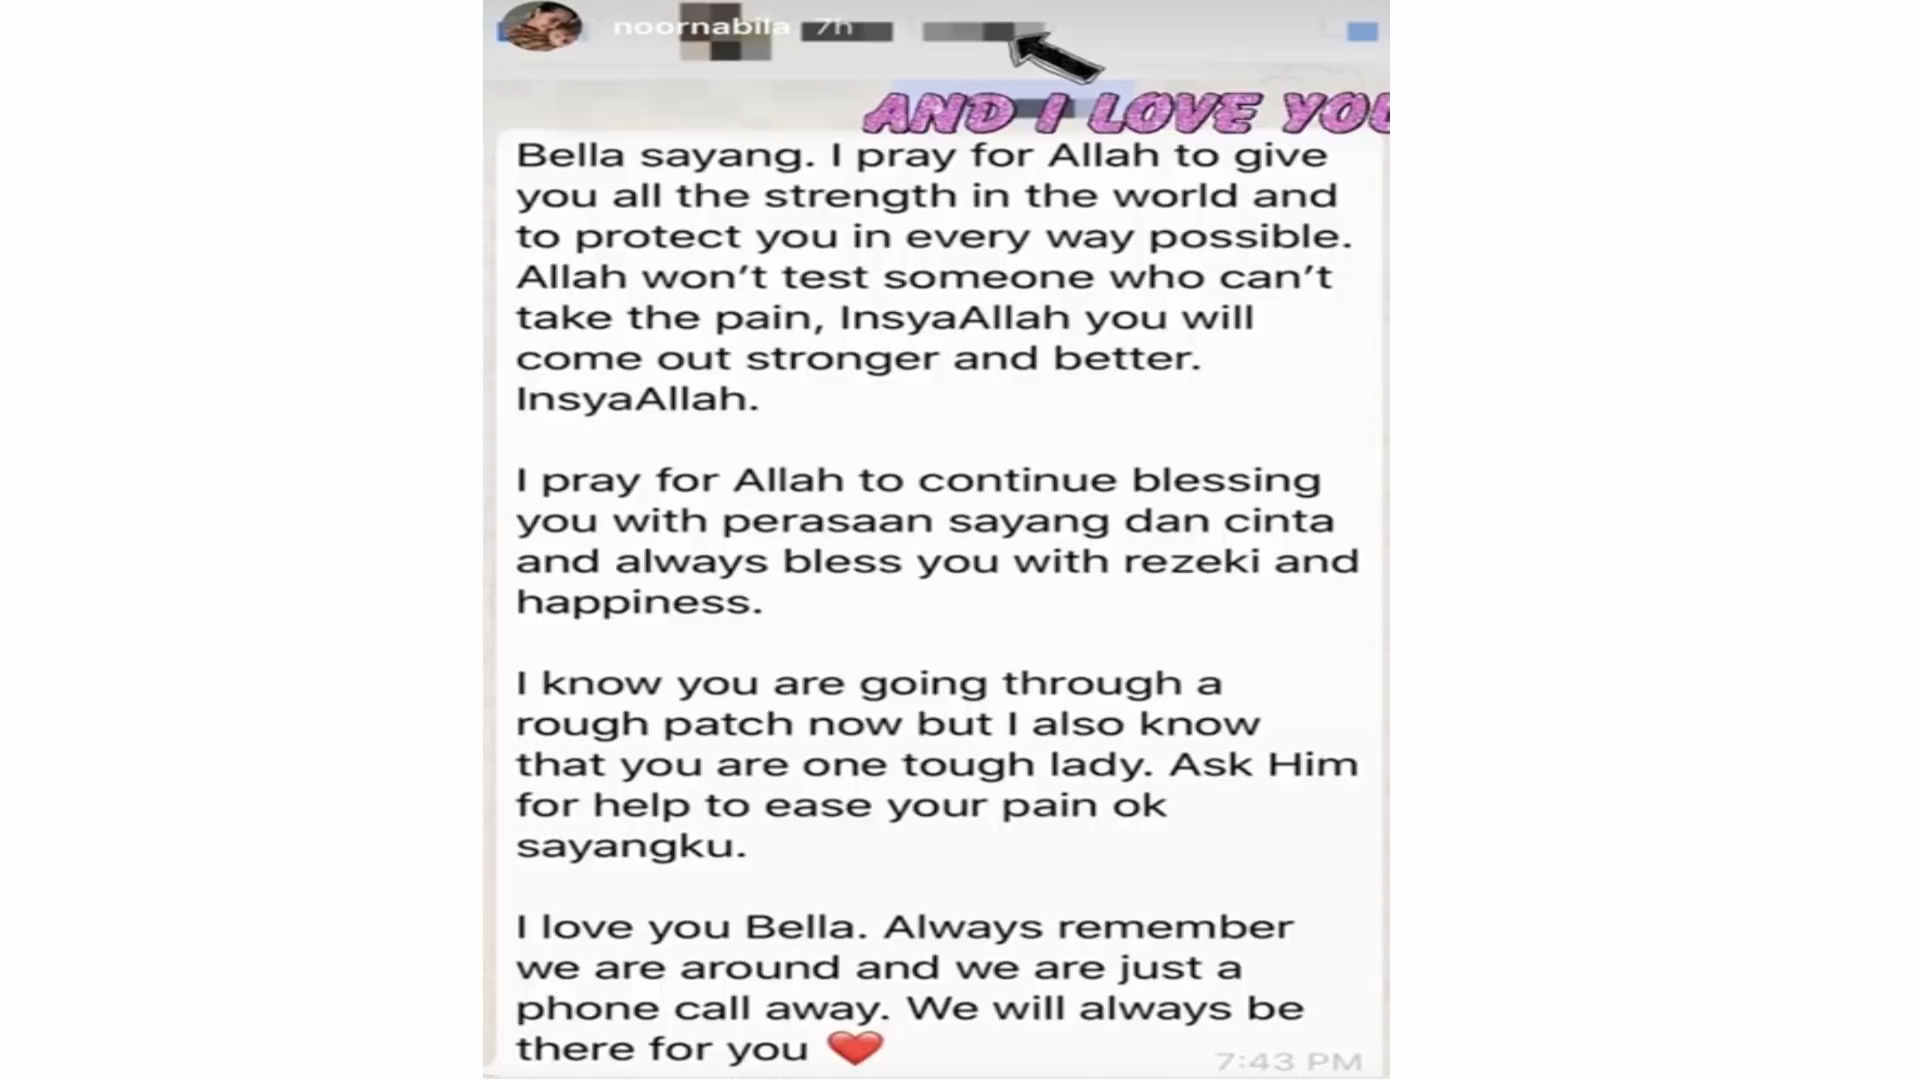 noornabila 7h
AND I LOVE YOU
Bella sayang. I pray for Allah to give
you all the strength in the world and
to protect you in every way possible.
Allah won't test someone who can't
take the pain, InsyaAllah you will
come out stronger and better.
InsyaAllah.
I pray for Allah to continue blessing
you with perasaan sayang dan cinta
and always bless you with rezeki and
happiness.
I know you are going through a
rough patch now but I also know
that you are one tough lady. Ask Him
for help to ease your pain ok
sayangku.
I love you Bella. Always remember
we are around and we are just a
phone call away. We will always be
there for you ❤️
7:43 PM